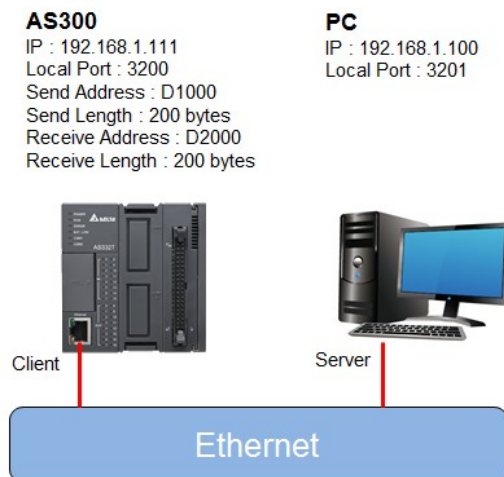 AS300
IP : 192.168.1.111
Local Port : 3200
Send Address : D1000
Send Length : 200 bytes
Receive Address : D2000
Receive Length : 200 bytes
PC
IP : 192.168.1.100
Local Port : 3201
AS332T
Client
Server
Ethernet